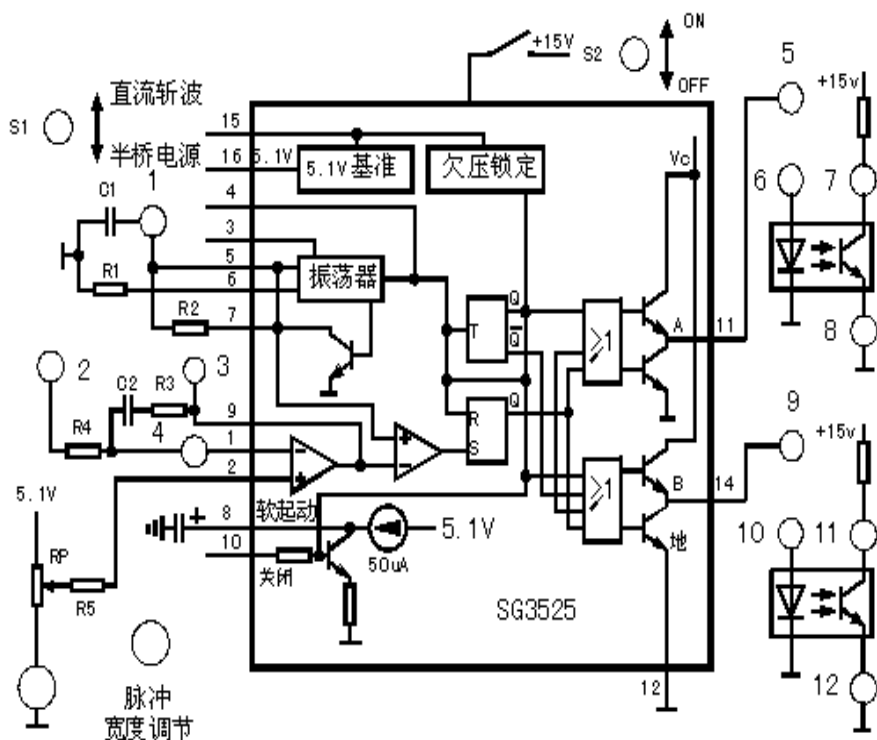 +15V
S2
ON
OFF
S1
直流斩波
半桥电源
15
16
5.1V
5.1V基准
欠压锁定
Vc
5
+15v
6
7
8
C1
1
4
3
5
6
7
R1
R2
振荡器
T
Q
Q̅
≥1
A
11
2
C2
R3
3
R4
4
9
1
2
R
S
Q
-
+
+
-
≥1
B
14
地
9
+15v
10
11
12
5.1V
RP
R5
+
8
软起动
10
关闭
50uA
5.1V
SG3525
12
脉冲
宽度调节